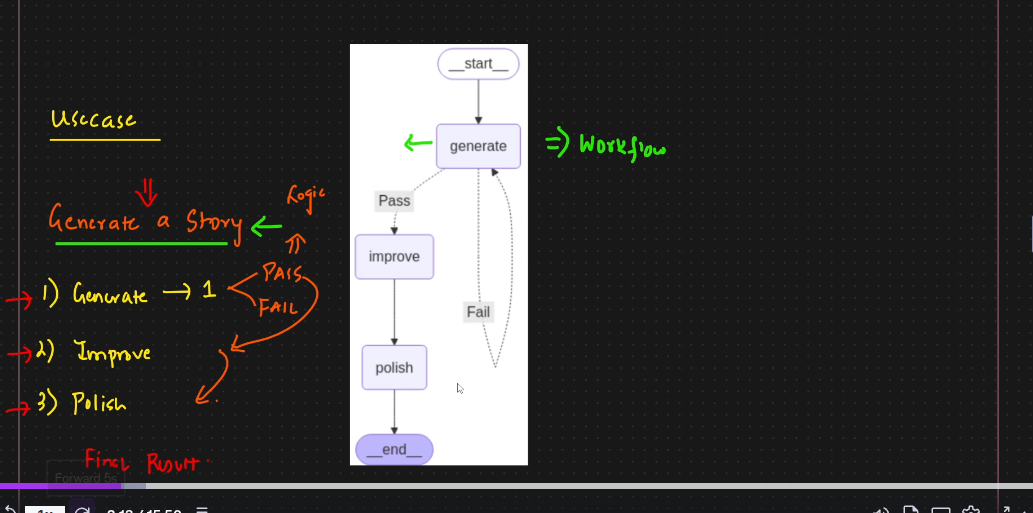 Usecase
Generate a Story
Logic
1) Generate → 1
PASS
FAIL
2) Improve
3) Polish
Final Result
Forward 5s
__start__
generate
Pass
improve
Fail
polish
__end__
=> Workflow